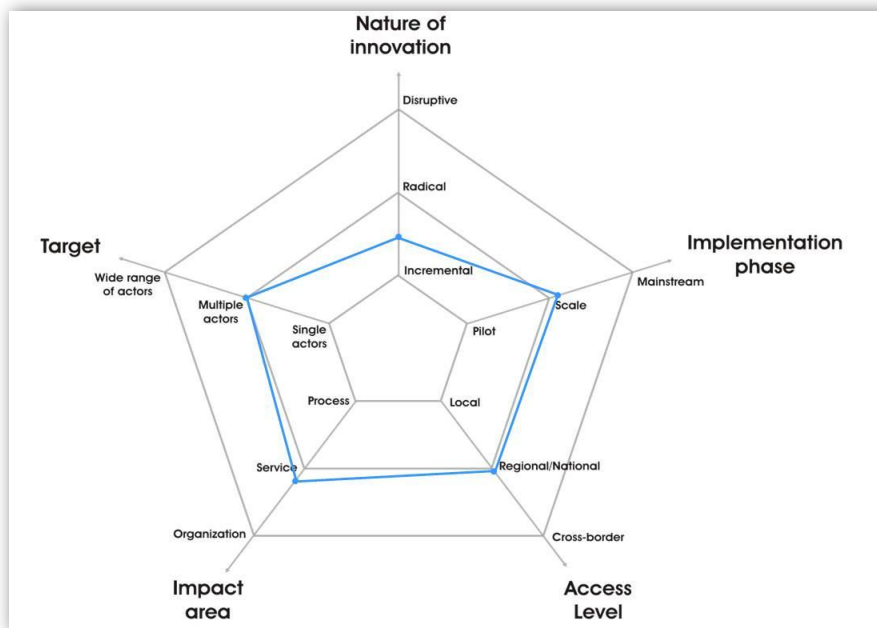 Nature of
innovation
Disruptive
Radical
Incremental
Target
Wide range
of actors
Multiple
actors
Single
actors
Implementation
phase
Mainstream
Scale
Pilot
Process
Local
Service
Regional/National
Organization
Cross-border
Impact
area
Access
Level